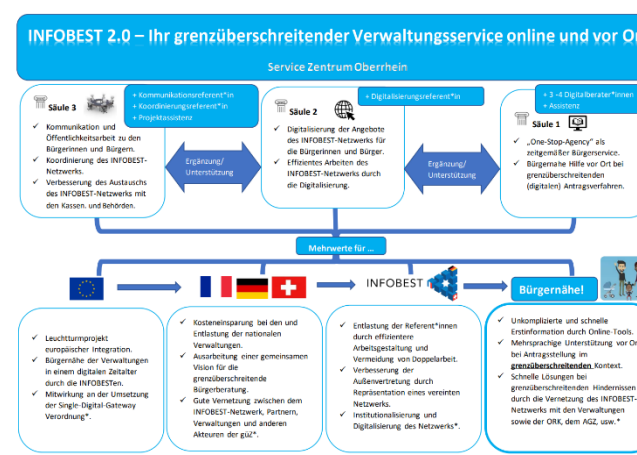 INFOBEST 2.0 – Ihr grenzüberschreitender Verwaltungsservice online und vor Or
Service Zentrum Oberrhein
+ Kommunikationsreferent*in
+ Koordinierungsreferent*in
+ Projektassistenz
Säule 3
✓ Kommunikation und
Öffentlichkeitsarbeit zu den
Bürgerinnen und Bürgern.
✓ Koordinierung des INFOBEST-
Netzwerks.
✓ Verbesserung des Austauschs
des INFOBEST-Netzwerks mit
den Kassen. und Behörden.
Ergänzung/
Unterstützung
+ Digitalisierungsreferent*in
Säule 2
✓ Digitalisierung der Angebote
des INFOBEST-Netzwerks für
die Bürgerinnen und Bürger.
✓ Effizientes Arbeiten des
INFOBEST-Netzwerks durch
die Digitalisierung.
Ergänzung/
Unterstützung
+ 3 -4 Digitalberater*innen
+ Assistenz
Säule 1
✓ „One-Stop-Agency" als
zeitgemäßer Bürgerservice.
✓ Bürgernahe Hilfe vor Ort bei
grenzüberschreitenden
(digitalen) Antragsverfahren.
Mehrwerte für ...
✓ Leuchtturmprojekt
europäischer Integration.
✓ Bürgernähe der Verwaltungen
in einem digitalen Zeitalter
durch die INFOBESTen.
✓ Mitwirkung an der Umsetzung
der Single-Digital-Gateway
Verordnung*.
✓ Kosteneinsparung bei den und
Entlastung der nationalen
Verwaltungen.
✓ Ausarbeitung einer gemeinsamen
Vision für die
grenzüberschreitende
Bürgerberatung.
✓ Gute Vernetzung zwischen dem
INFOBEST-Netzwerk, Partnern,
Verwaltungen und anderen
Akteuren der güZ*.
INFOBEST
✓ Entlastung der Referent*innen
durch effizientere
Arbeitsgestaltung und
Vermeidung von Doppelarbeit.
✓ Verbesserung der
Außenvertretung durch
Repräsentation eines vereinten
Netzwerks.
✓ Institutionalisierung und
Digitalisierung des Netzwerks*.
Bürgernähe!
✓ Unkomplizierte und schnelle
Erstinformation durch Online-Tools.
✓ Mehrsprachige Unterstützung vor Or
bei Antragsstellung im
grenzüberschreitenden Kontext.
✓ Schnelle Lösungen bei
grenzüberschreitenden Hindernissen
durch die Vernetzung des INFOBEST-
Netzwerks mit den Verwaltungen
sowie der ORK, dem AGZ, usw.*